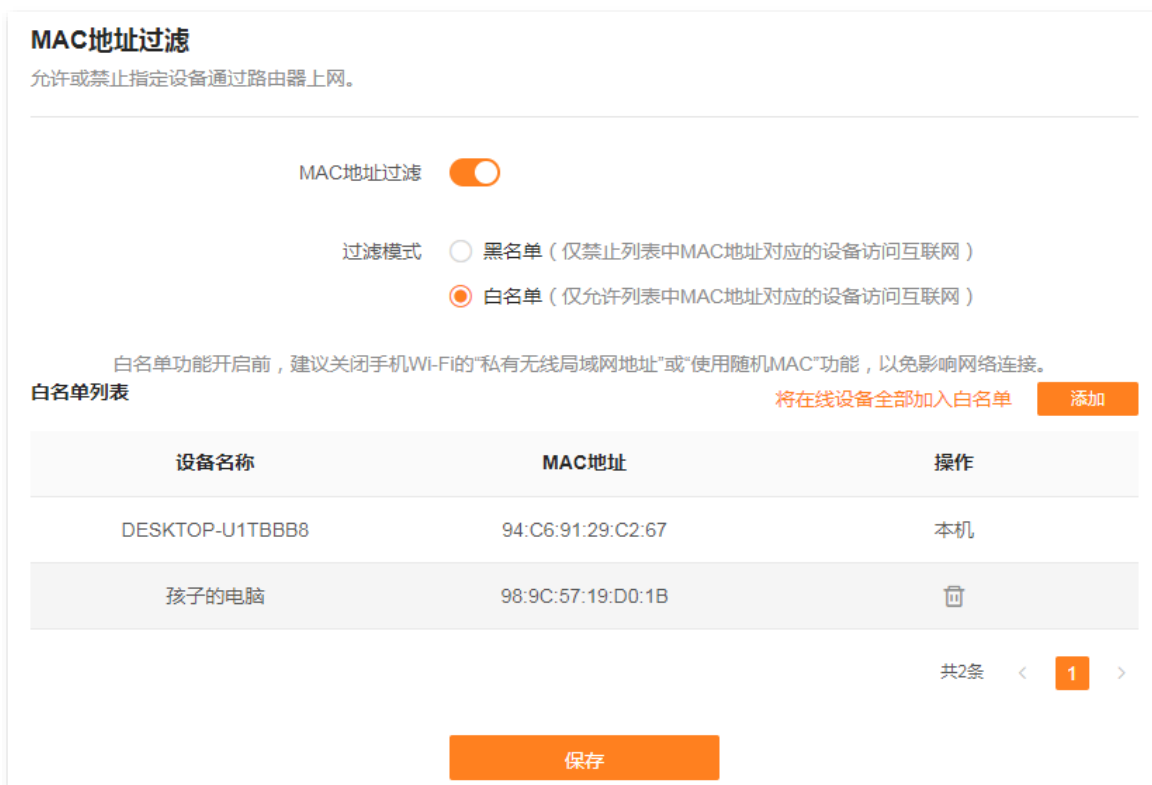 MAC地址过滤
允许或禁止指定设备通过路由器上网。
MAC地址过滤
过滤模式 黑名单（仅禁止列表中MAC地址对应的设备访问互联网）
白名单（仅允许列表中MAC地址对应的设备访问互联网）
白名单功能开启前，建议关闭手机Wi-Fi的“私有无线局域网地址”或“使用随机MAC”功能，以免影响网络连接。
白名单列表 将在线设备全部加入白名单 添加
设备名称 MAC地址 操作
DESKTOP-U1TBBB8 94:C6:91:29:C2:67 本机
孩子的电脑 98:9C:57:19:D0:1B
共2条 < 1 >
保存